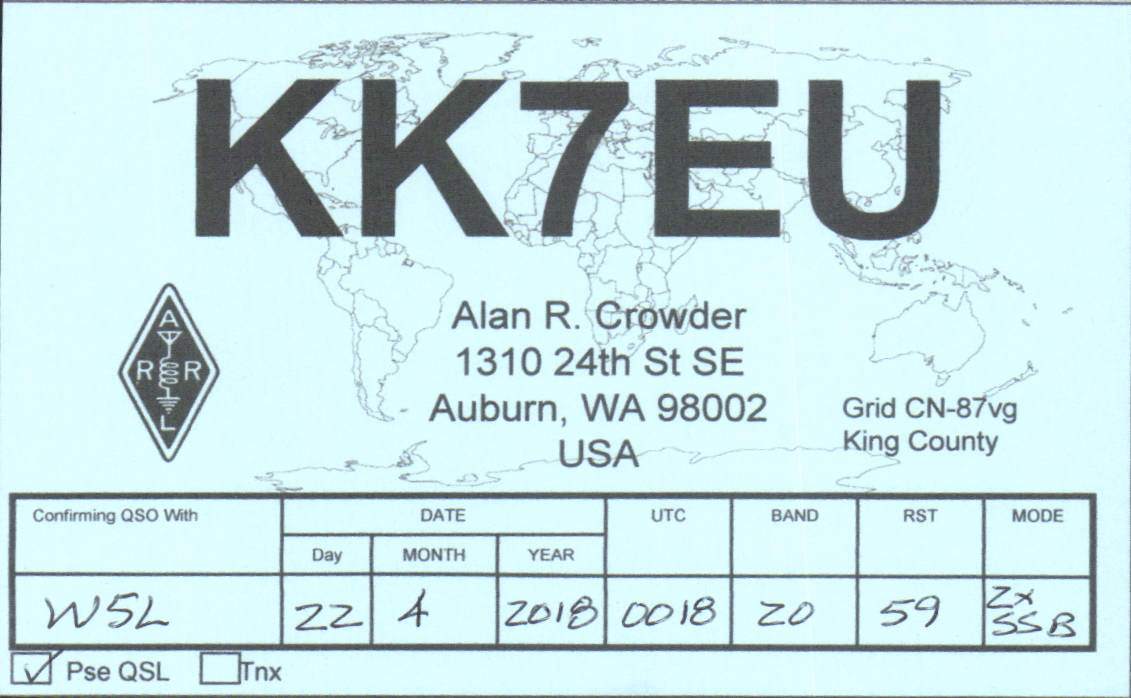 KK7EU
Alan R. Crowder
1310 24th St SE
Auburn, WA 98002
USA
Grid CN-87vg
King County
A
R R
L
Confirming QSO With DATE UTC BAND RST MODE
Day MONTH YEAR
W5L 22 4 2018 0018 20 59 2x
SSB
Pse QSL Tnx